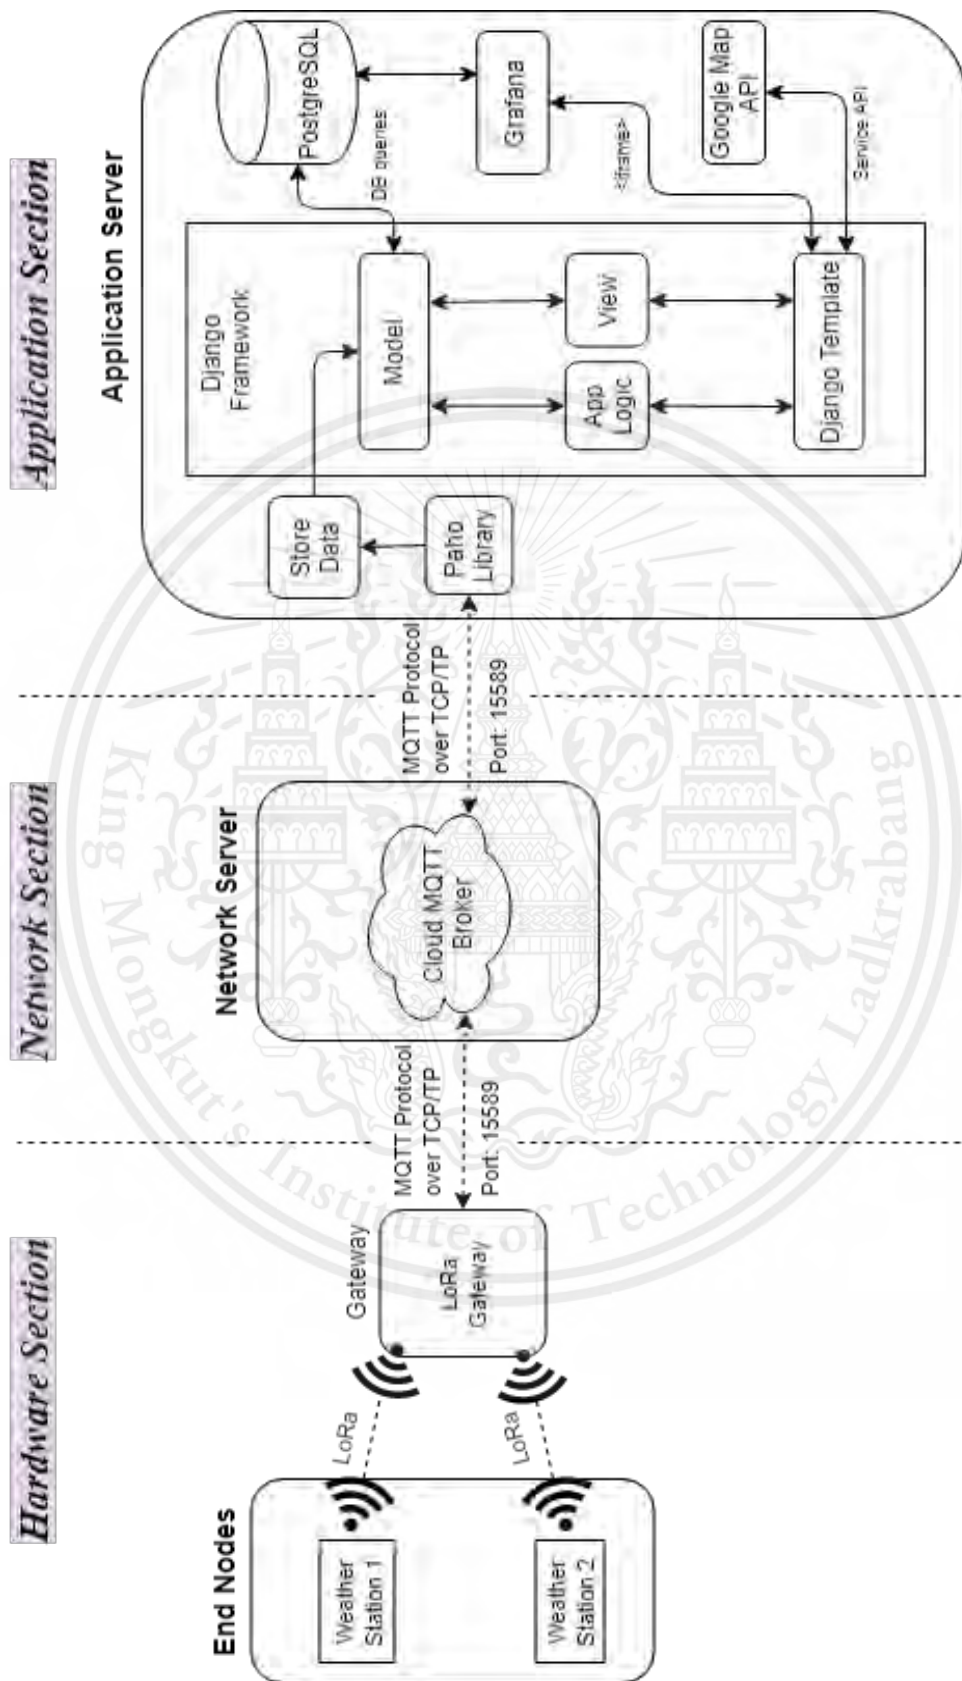 Hardware Section
Network Section
Application Section
End Nodes
Weather
Station 1
Weather
Station 2
LoRa
LoRa
Gateway
LoRa
Gateway
MQTT Protocol
over TCP/TP
Port: 15589
Network Server
Cloud MQTT
Broker
MQTT Protocol
over TCP/TP
Port: 15589
Application Server
Store
Data
Paho
Library
Django
Framework
Model
App
Logic
View
Django Template
DB queries
PostgreSQL
Grafana
<iframe>
Google Map
API
Service API
King Mongkut's Institute of Technology Ladkrabang